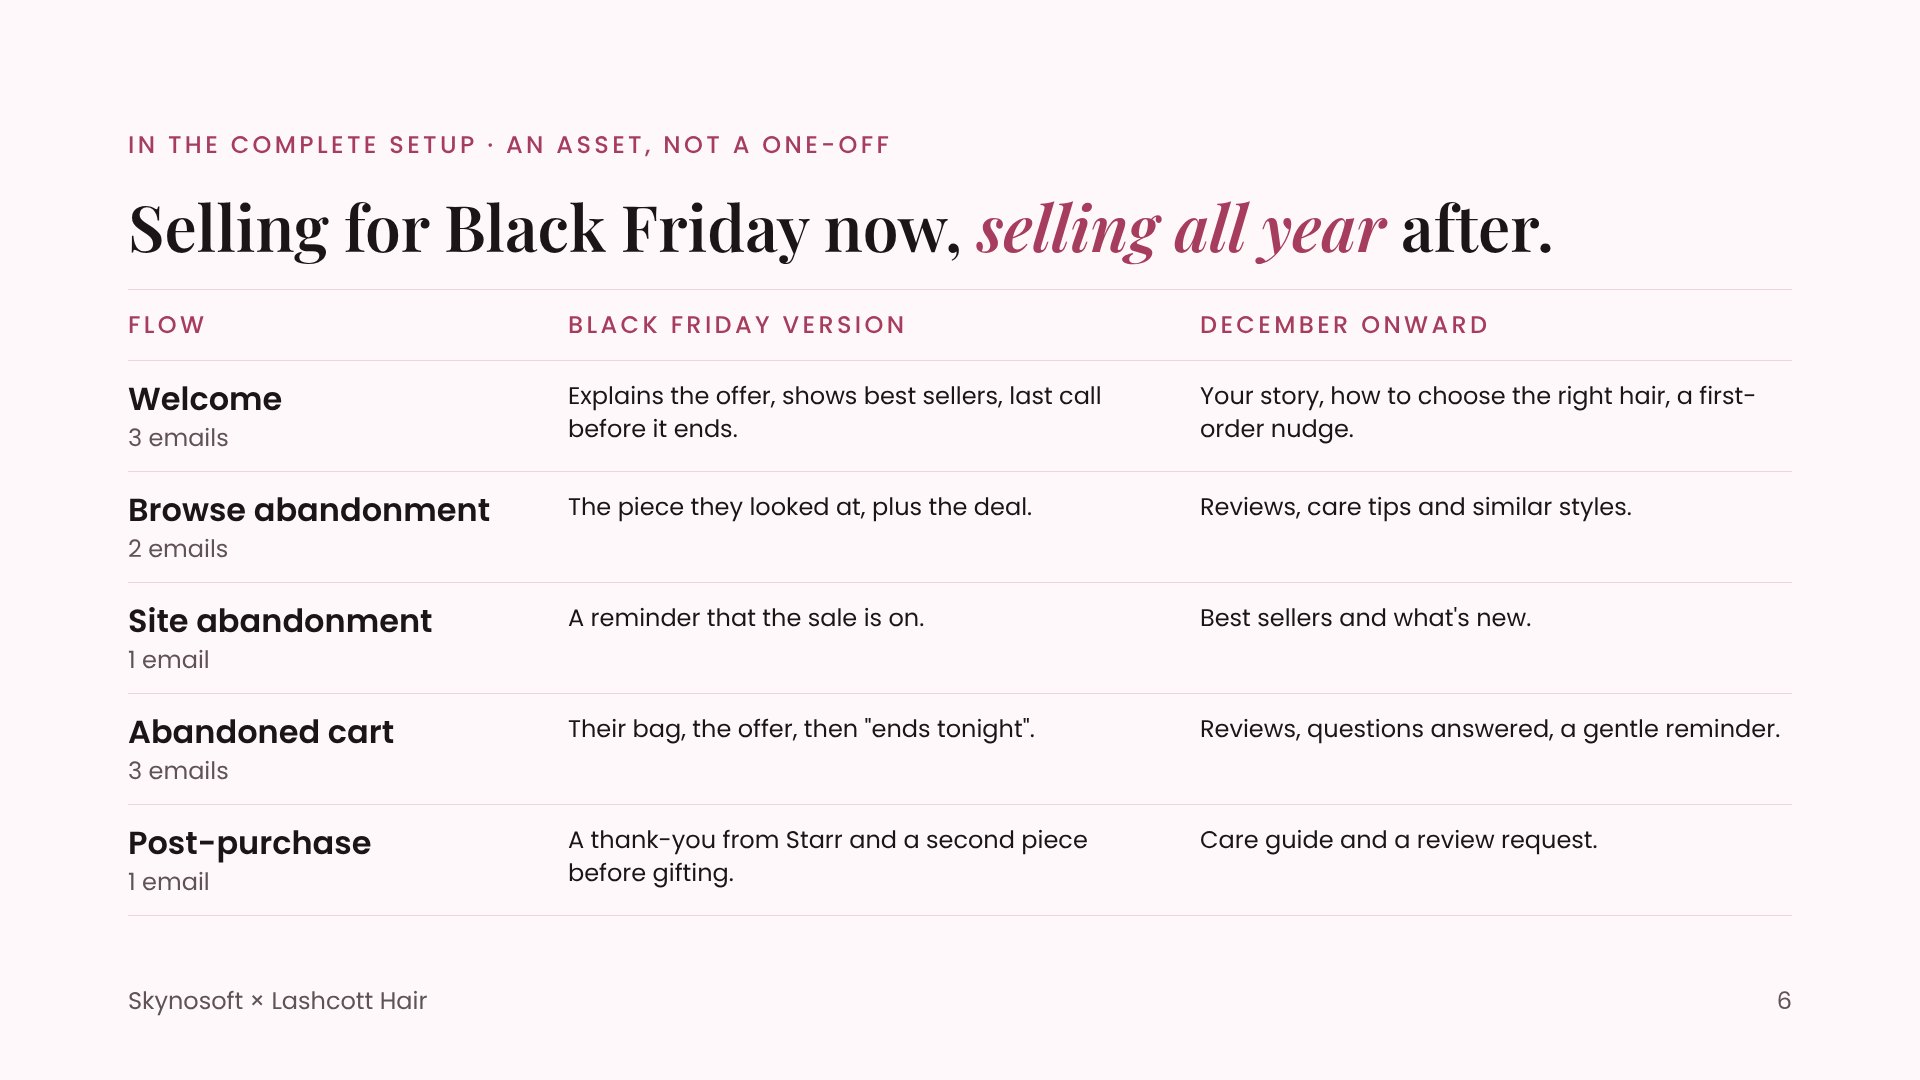 IN THE COMPLETE SETUP · AN ASSET, NOT A ONE-OFF
Selling for Black Friday now, selling all year after.
FLOW
BLACK FRIDAY VERSION
DECEMBER ONWARD
Welcome
3 emails
Explains the offer, shows best sellers, last call
before it ends.
Your story, how to choose the right hair, a first-
order nudge.
Browse abandonment
2 emails
The piece they looked at, plus the deal.
Reviews, care tips and similar styles.
Site abandonment
1 email
A reminder that the sale is on.
Best sellers and what's new.
Abandoned cart
3 emails
Their bag, the offer, then "ends tonight".
Reviews, questions answered, a gentle reminder.
Post-purchase
1 email
A thank-you from Starr and a second piece
before gifting.
Care guide and a review request.
Skynosoft × Lashcott Hair
6